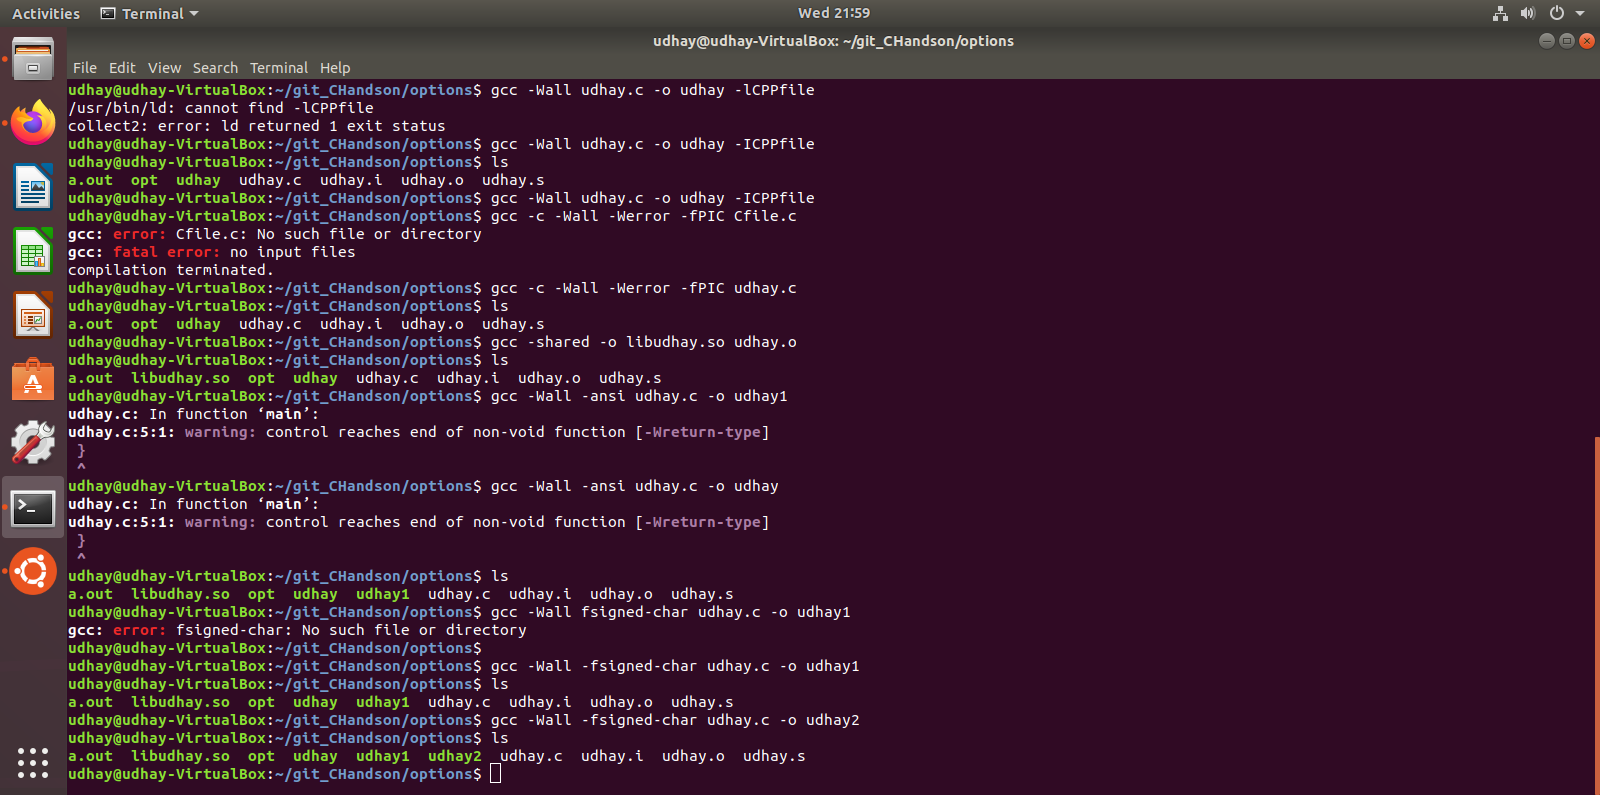 Activities Terminal Wed 21:59
udhay@udhay-VirtualBox: ~/git_CHandson/options
File Edit View Search Terminal Help
udhay@udhay-VirtualBox:~/git_CHandson/options$ gcc -Wall udhay.c -o udhay -lCPPfile
/usr/bin/ld: cannot find -lCPPfile
collect2: error: ld returned 1 exit status
udhay@udhay-VirtualBox:~/git_CHandson/options$ gcc -Wall udhay.c -o udhay -ICPPfile
udhay@udhay-VirtualBox:~/git_CHandson/options$ ls
a.out  opt  udhay  udhay.c  udhay.i  udhay.o  udhay.s
udhay@udhay-VirtualBox:~/git_CHandson/options$ gcc -Wall udhay.c -o udhay -ICPPfile
udhay@udhay-VirtualBox:~/git_CHandson/options$ gcc -c -Wall -Werror -fPIC Cfile.c
gcc: error: Cfile.c: No such file or directory
gcc: fatal error: no input files
compilation terminated.
udhay@udhay-VirtualBox:~/git_CHandson/options$ gcc -c -Wall -Werror -fPIC udhay.c
udhay@udhay-VirtualBox:~/git_CHandson/options$ ls
a.out  opt  udhay  udhay.c  udhay.i  udhay.o  udhay.s
udhay@udhay-VirtualBox:~/git_CHandson/options$ gcc -shared -o libudhay.so udhay.o
udhay@udhay-VirtualBox:~/git_CHandson/options$ ls
a.out  libudhay.so  opt  udhay  udhay.c  udhay.i  udhay.o  udhay.s
udhay@udhay-VirtualBox:~/git_CHandson/options$ gcc -Wall -ansi udhay.c -o udhay1
udhay.c: In function ‘main’:
udhay.c:5:1: warning: control reaches end of non-void function [-Wreturn-type]
 }
 ^
udhay@udhay-VirtualBox:~/git_CHandson/options$ gcc -Wall -ansi udhay.c -o udhay
udhay.c: In function ‘main’:
udhay.c:5:1: warning: control reaches end of non-void function [-Wreturn-type]
 }
 ^
udhay@udhay-VirtualBox:~/git_CHandson/options$ ls
a.out  libudhay.so  opt  udhay  udhay1  udhay.c  udhay.i  udhay.o  udhay.s
udhay@udhay-VirtualBox:~/git_CHandson/options$ gcc -Wall fsigned-char udhay.c -o udhay1
gcc: error: fsigned-char: No such file or directory
udhay@udhay-VirtualBox:~/git_CHandson/options$
udhay@udhay-VirtualBox:~/git_CHandson/options$ gcc -Wall -fsigned-char udhay.c -o udhay1
udhay@udhay-VirtualBox:~/git_CHandson/options$ ls
a.out  libudhay.so  opt  udhay  udhay1  udhay.c  udhay.i  udhay.o  udhay.s
udhay@udhay-VirtualBox:~/git_CHandson/options$ gcc -Wall -fsigned-char udhay.c -o udhay2
udhay@udhay-VirtualBox:~/git_CHandson/options$ ls
a.out  libudhay.so  opt  udhay  udhay1  udhay2  udhay.c  udhay.i  udhay.o  udhay.s
udhay@udhay-VirtualBox:~/git_CHandson/options$